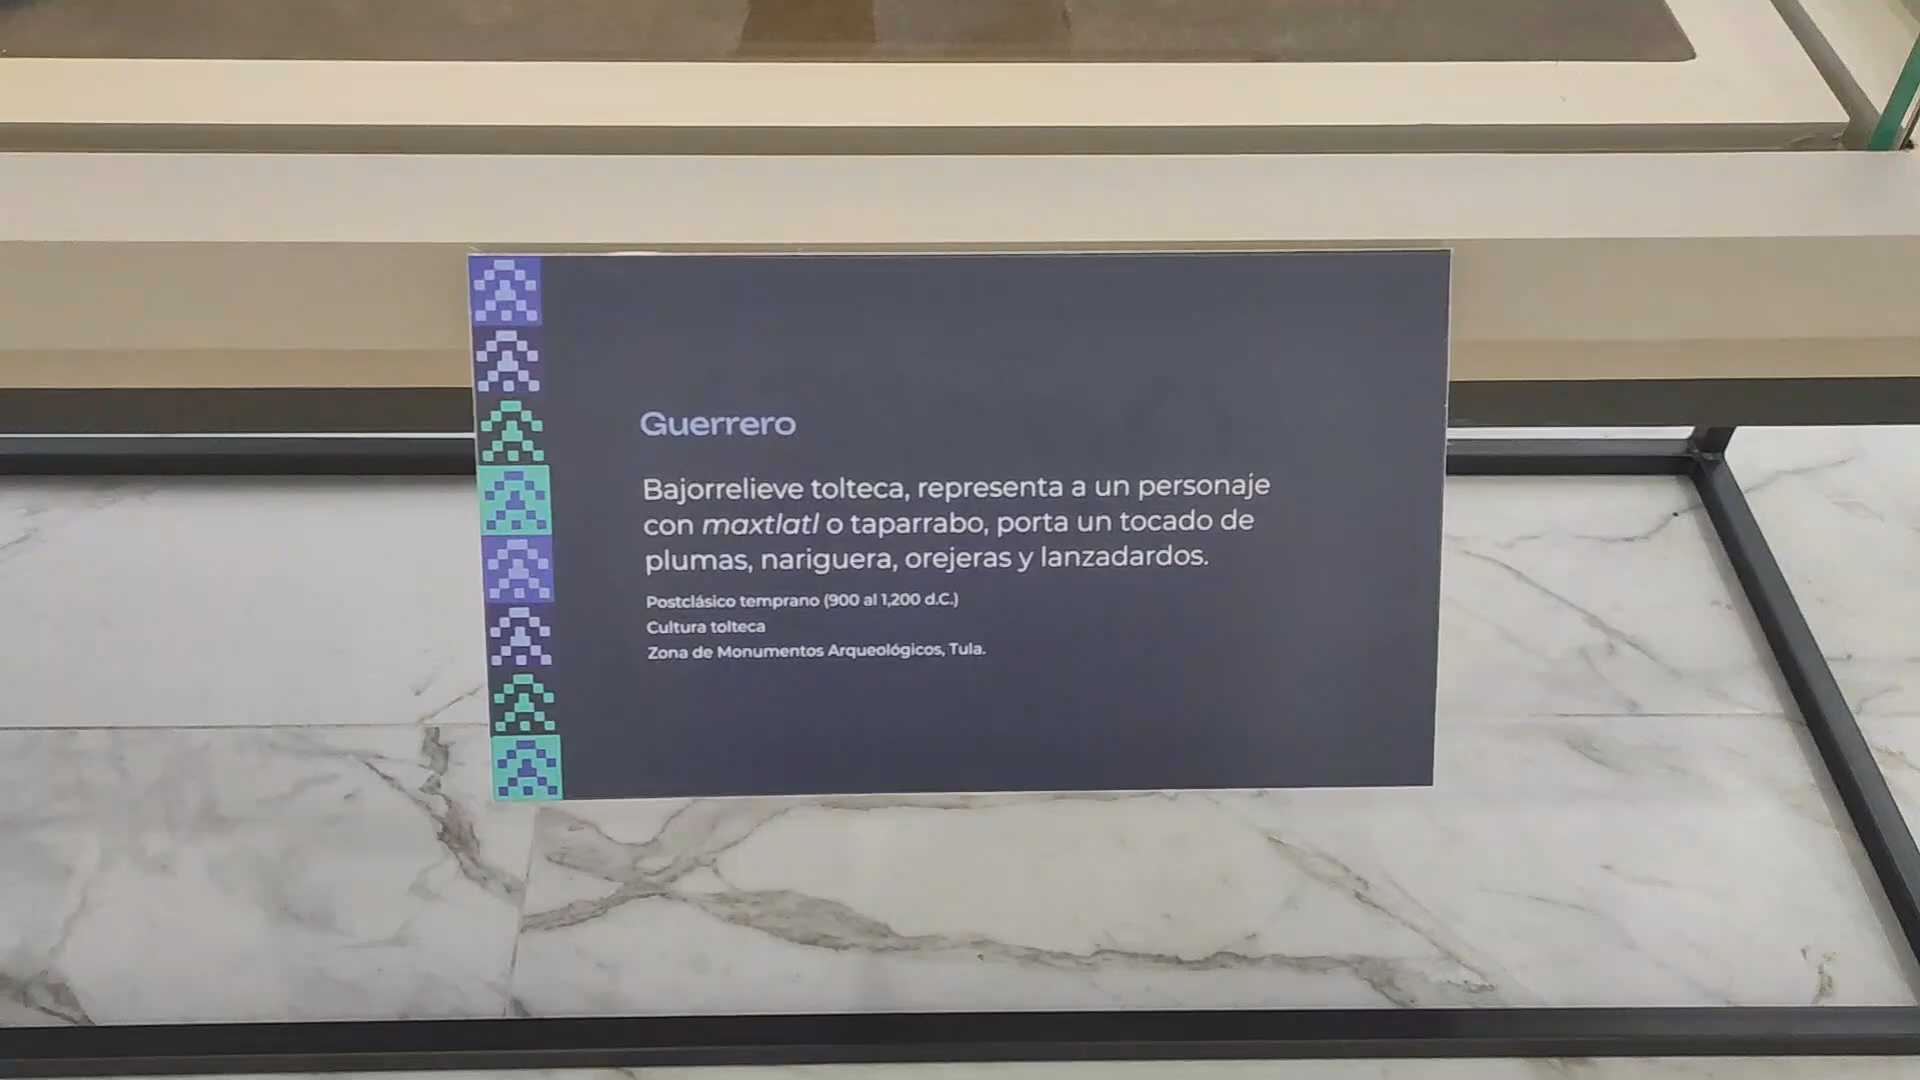 Guerrero
Bajorrelieve tolteca, representa a un personaje
con maxtlatl o taparrabo, porta un tocado de
plumas, nariguera, orejeras y lanzadardos.
Postclásico temprano (900 al 1,200 d.C.)
Cultura tolteca
Zona de Monumentos Arqueológicos, Tula.